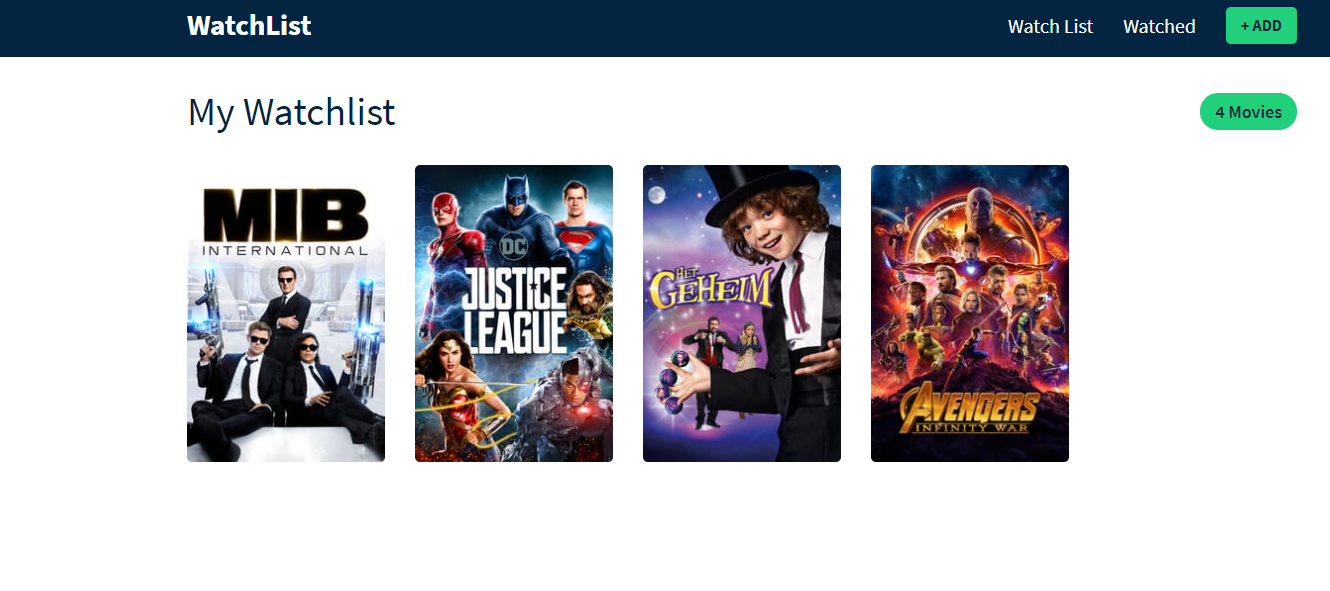 WatchList
Watch List
Watched
+ ADD
My Watchlist
4 Movies
MIB
INTERNATIONAL
DC
JUSTICE
LEAGUE
HET
GEHEIM
AVENGERS
INFINITY WAR